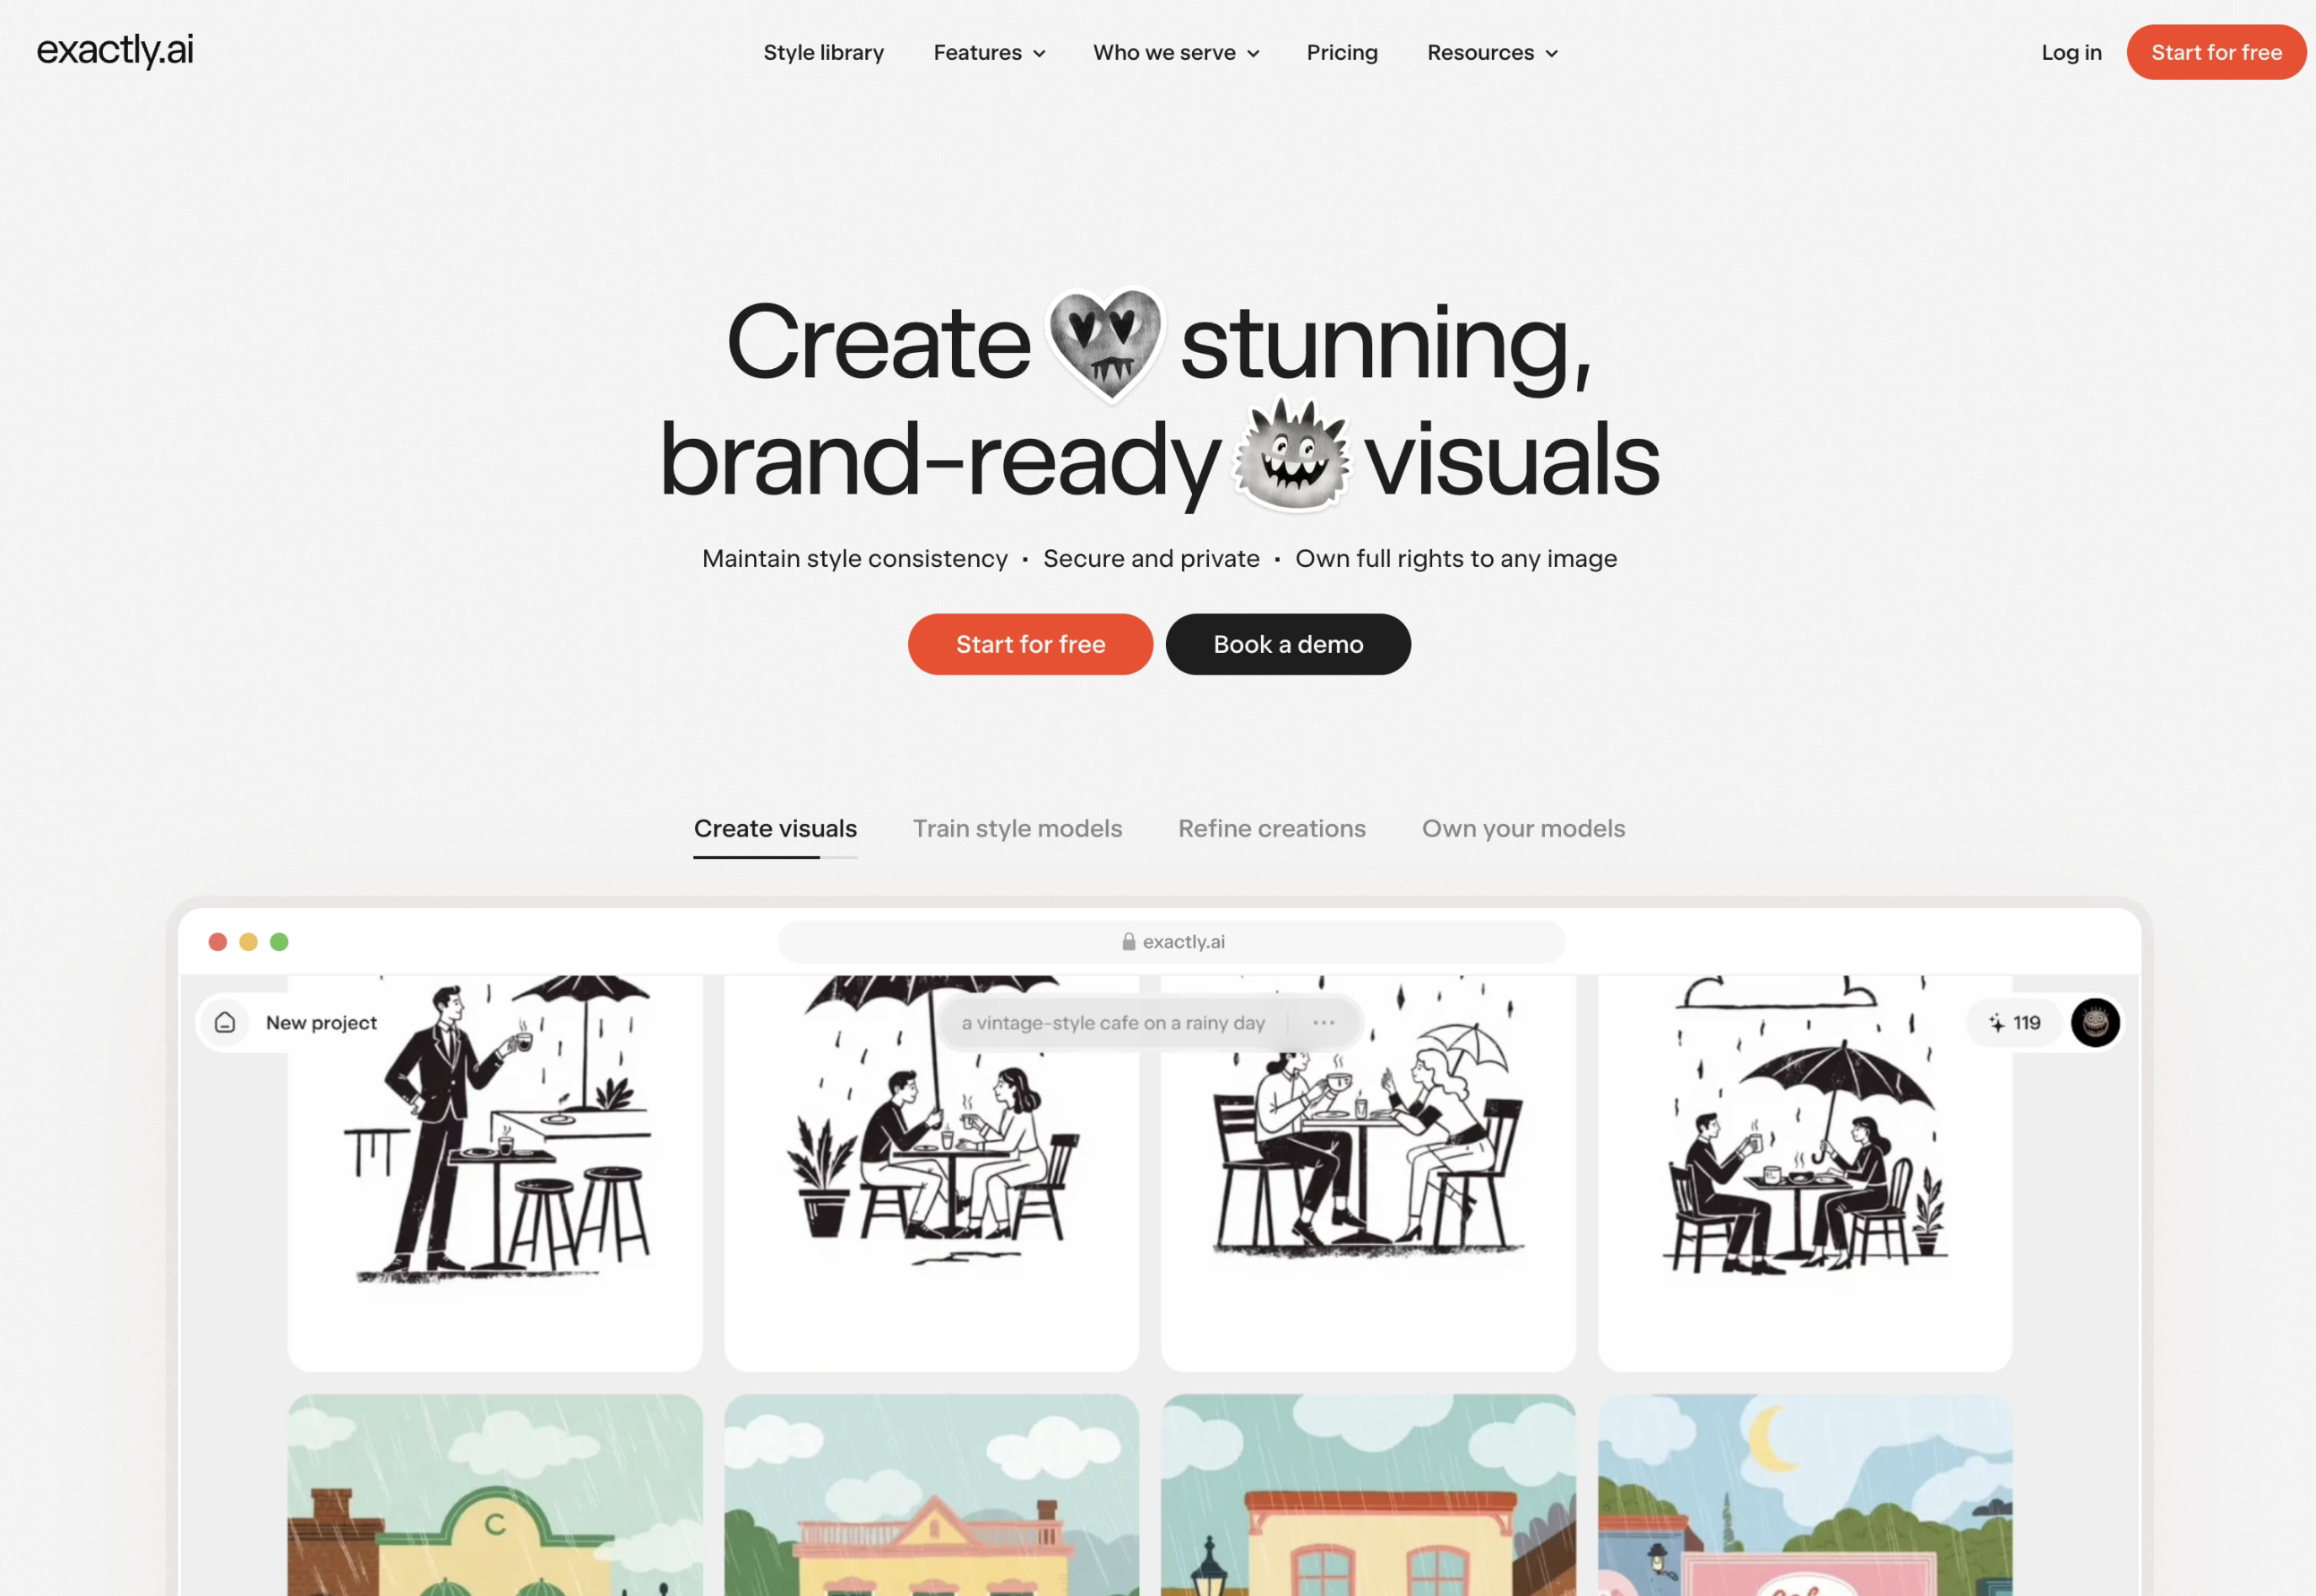 exactly.ai
Style library
Features
Who we serve
Pricing
Resources
Log in
Start for free
Create stunning,
brand-ready visuals
Maintain style consistency · Secure and private · Own full rights to any image
Start for free
Book a demo
Create visuals
Train style models
Refine creations
Own your models
exactly.ai
New project
a vintage-style cafe on a rainy day
119
C